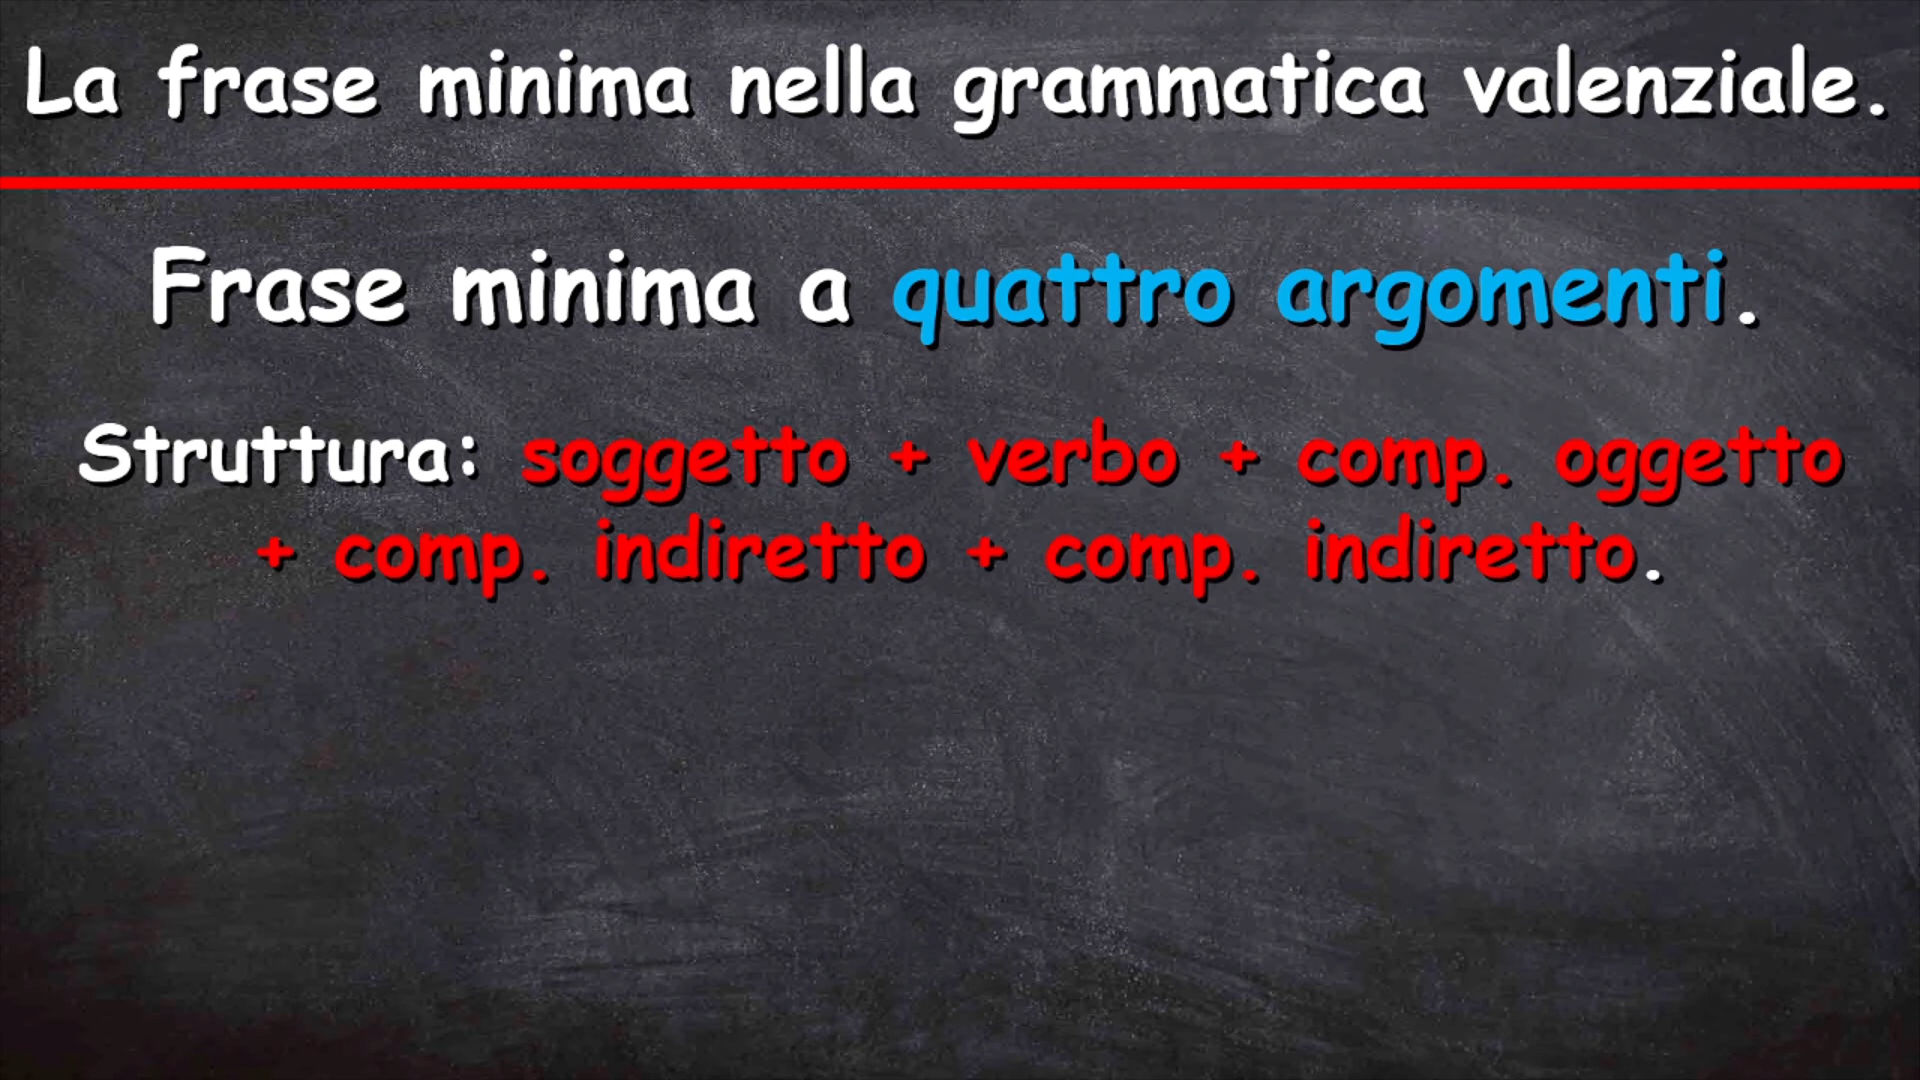 La frase minima nella grammatica valenziale.
Frase minima a quattro argomenti.
Struttura: soggetto + verbo + comp. oggetto
+ comp. indiretto + comp. indiretto.